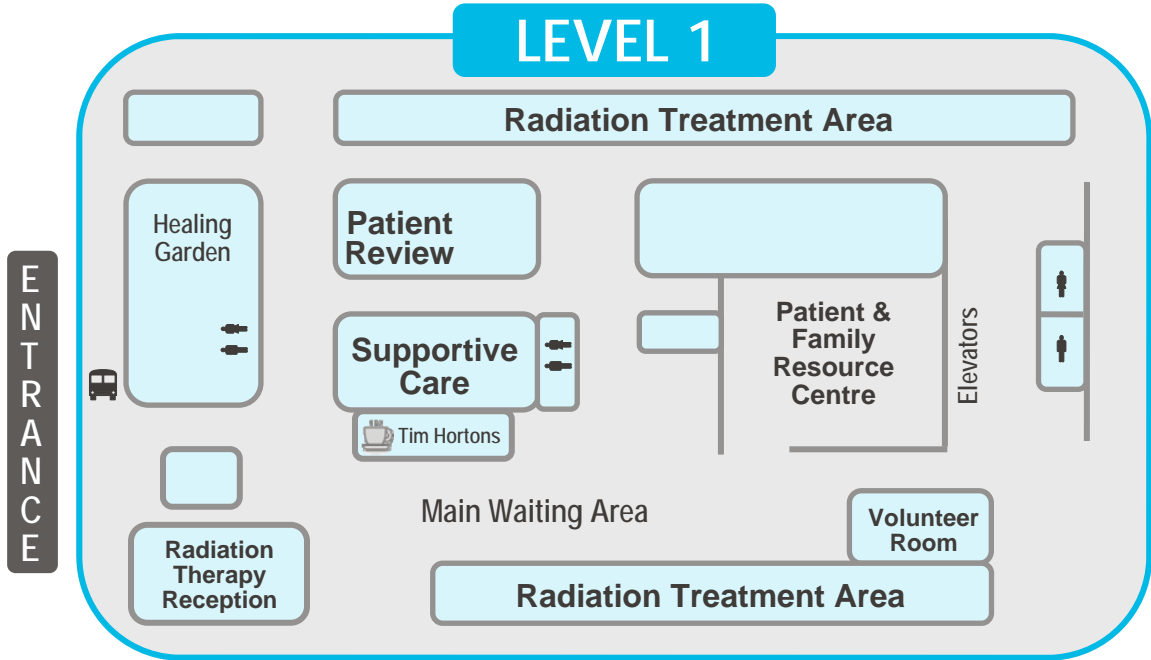 LEVEL 1
Radiation Treatment Area
Healing
Garden
Patient
Review
ENTRANCE
Supportive
Care
Patient &
Family
Resource
Centre
Elevators
Tim Hortons
Main Waiting Area
Volunteer
Room
Radiation
Therapy
Reception
Radiation Treatment Area